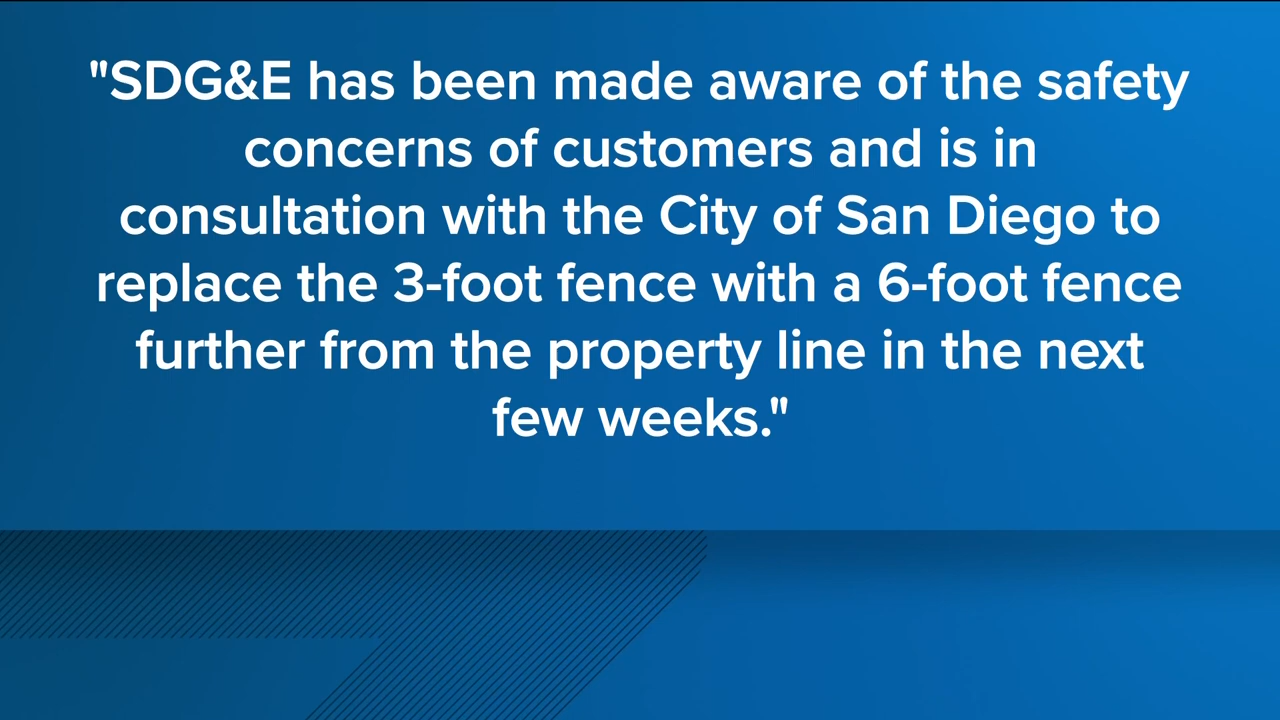 "SDG&E has been made aware of the safety
concerns of customers and is in
consultation with the City of San Diego to
replace the 3-foot fence with a 6-foot fence
further from the property line in the next
few weeks."